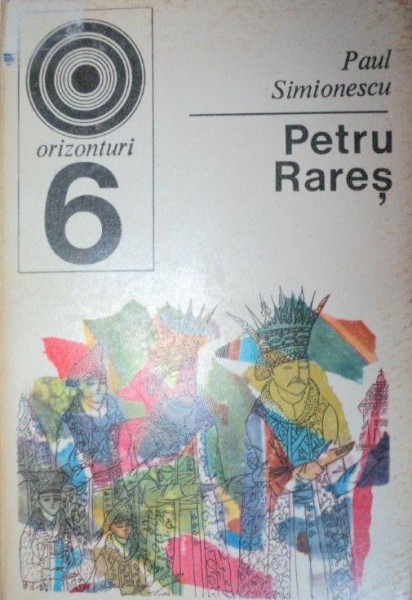 orizonturi
6
Paul
Simionescu
Petru
Rareș